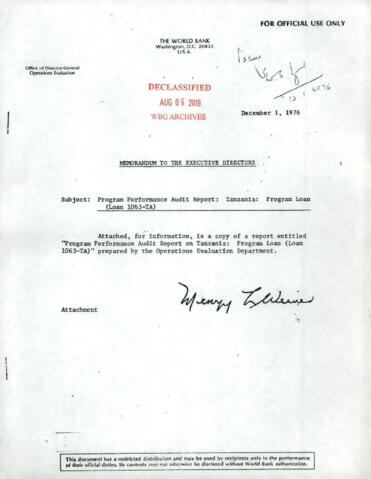 FOR OFFICIAL USE ONLY
THE WORLD BANK
Washington, D.C. 20433
U.S.A.
Office of Director-General
Operations Evaluation
DECLASSIFIED
AUG 06 2019
WBG ARCHIVES
December 1, 1976
MEMORANDUM TO THE EXECUTIVE DIRECTORS
Subject: Program Performance Audit Report: Tanzania: Program Loan
(Loan 1063-TA)
Attached, for information, is a copy of a report entitled
"Program Performance Audit Report on Tanzania: Program Loan (Loan
1063-TA)" prepared by the Operations Evaluation Department.
Attachment
This document has a restricted distribution and may be used by recipients only in the performance
of their official duties. Its contents may not otherwise be disclosed without World Bank authorization.